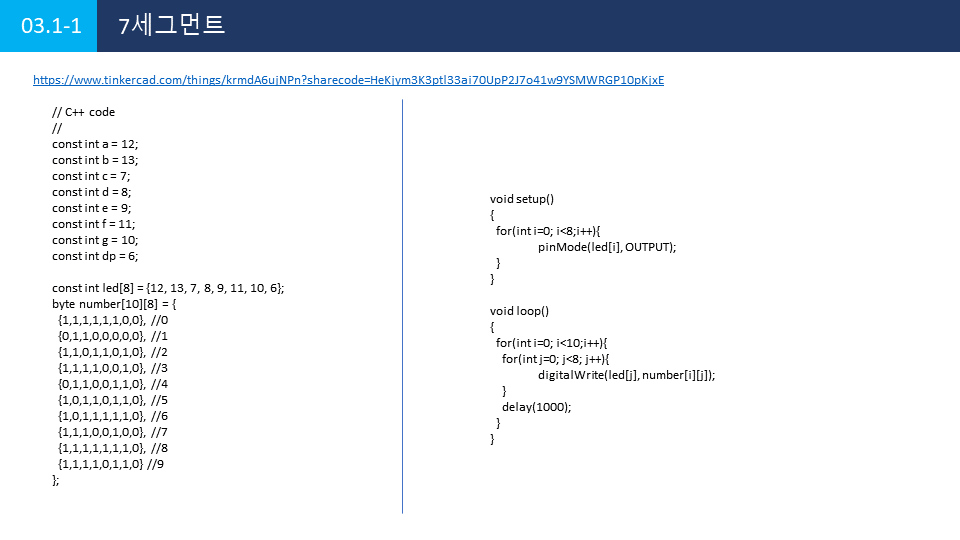 03.1-1
7세그먼트
https://www.tinkercad.com/things/krmdA6ujNPn?sharecode=HeKjym3K3ptl33ai70UpP2J7o41w9YSMWRGP10pKjxE
// C++ code
//
const int a = 12;
const int b = 13;
const int c = 7;
const int d = 8;
const int e = 9;
const int f = 11;
const int g = 10;
const int dp = 6;
const int led[8] = {12, 13, 7, 8, 9, 11, 10, 6};
byte number[10][8] = {
{1,1,1,1,1,1,0,0}, //0
{0,1,1,0,0,0,0,0}, //1
{1,1,0,1,1,0,1,0}, //2
{1,1,1,1,0,0,1,0}, //3
{0,1,1,0,0,1,1,0}, //4
{1,0,1,1,0,1,1,0}, //5
{1,0,1,1,1,1,1,0}, //6
{1,1,1,0,0,1,0,0}, //7
{1,1,1,1,1,1,1,0}, //8
{1,1,1,1,0,1,1,0} //9
};
void setup()
{
for(int i=0; i<8;i++){
pinMode(led[i], OUTPUT);
}
}
void loop()
{
for(int i=0; i<10;i++){
for(int j=0; j<8; j++){
digitalWrite(led[j], number[i][j]);
}
delay(1000);
}
}